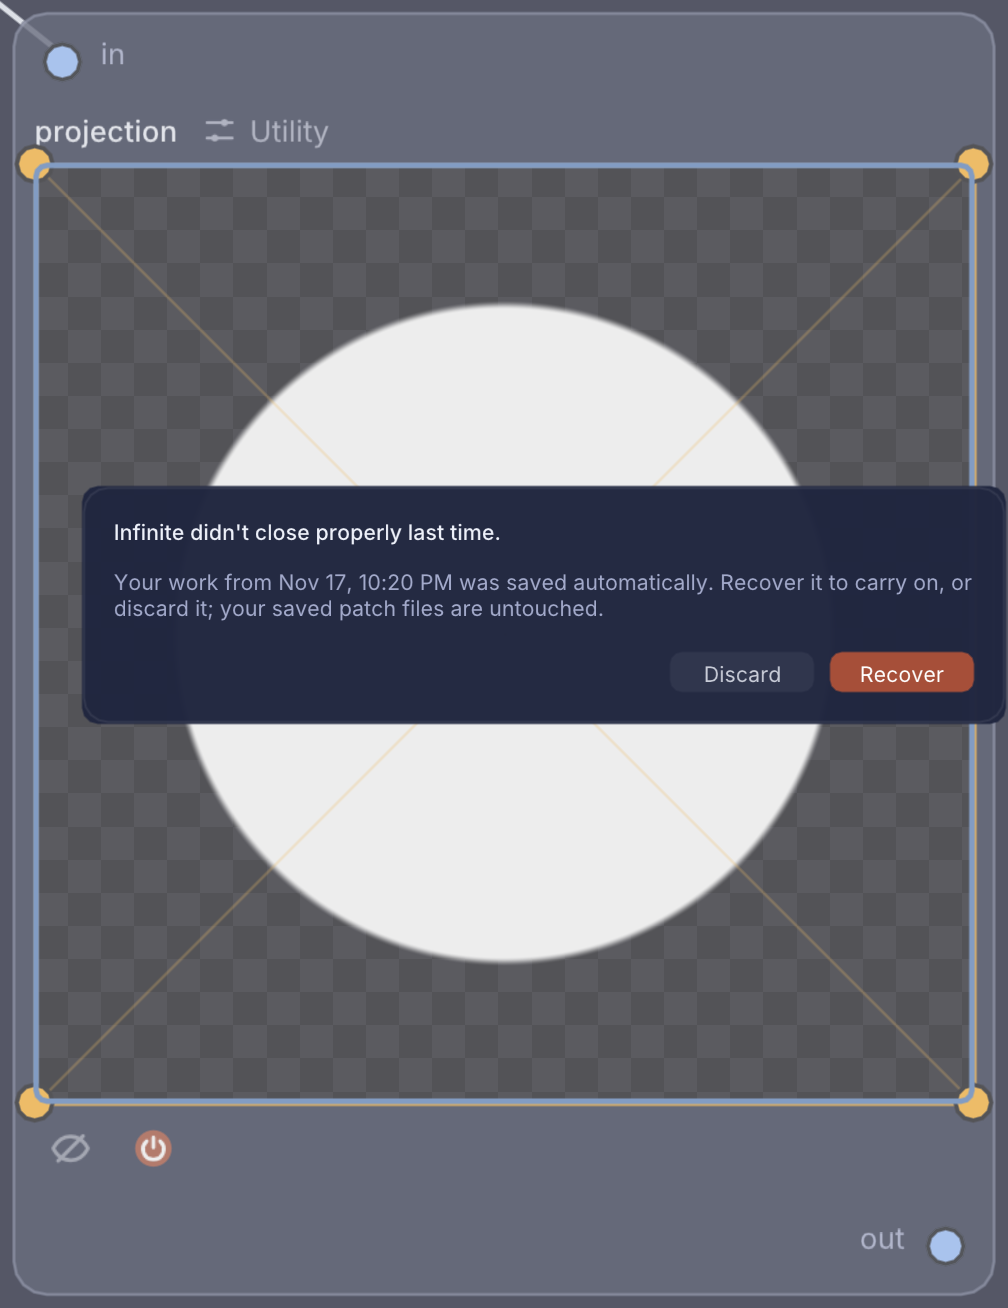 in
projection Utility
Infinite didn't close properly last time.
Your work from Nov 17, 10:20 PM was saved automatically. Recover it to carry on, or
discard it; your saved patch files are untouched.
Discard Recover
out